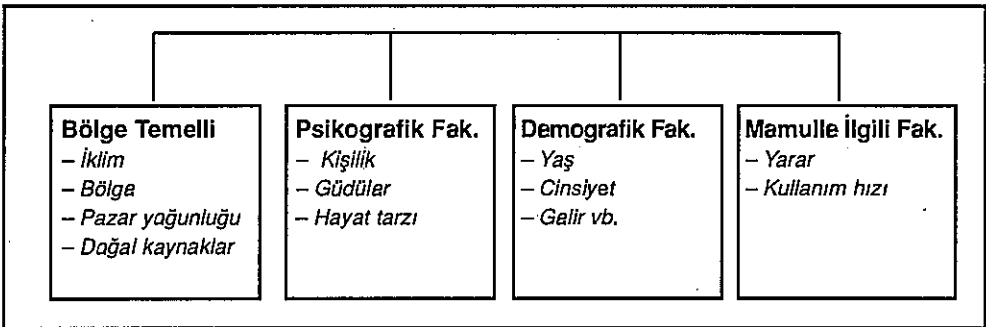 Bölge Temelli
– İklim
– Bölge
– Pazar yoğunluğu
– Doğal kaynaklar
Psikografik Fak.
– Kişilik
– Güdüler
– Hayat tarzı
Demografik Fak.
– Yaş
– Cinsiyet
– Gelir vb.
Mamulle İlgili Fak.
– Yarar
– Kullanım hızı